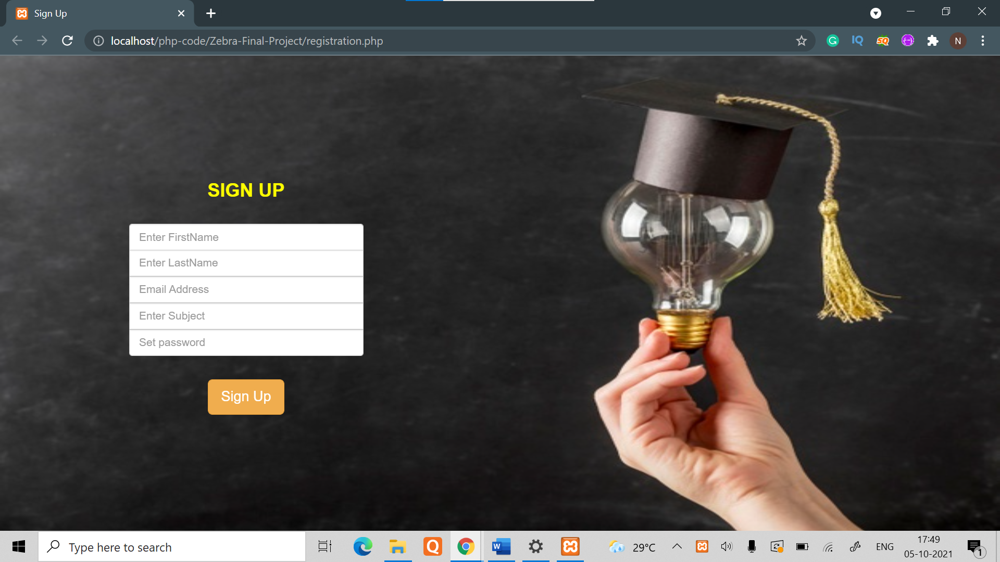 Sign Up
localhost/php-code/Zebra-Final-Project/registration.php
IQ
SQ
N
SIGN UP
Enter FirstName
Enter LastName
Email Address
Enter Subject
Set password
Sign Up
Type here to search
Q
W
29°C
ENG
17:49
05-10-2021
1